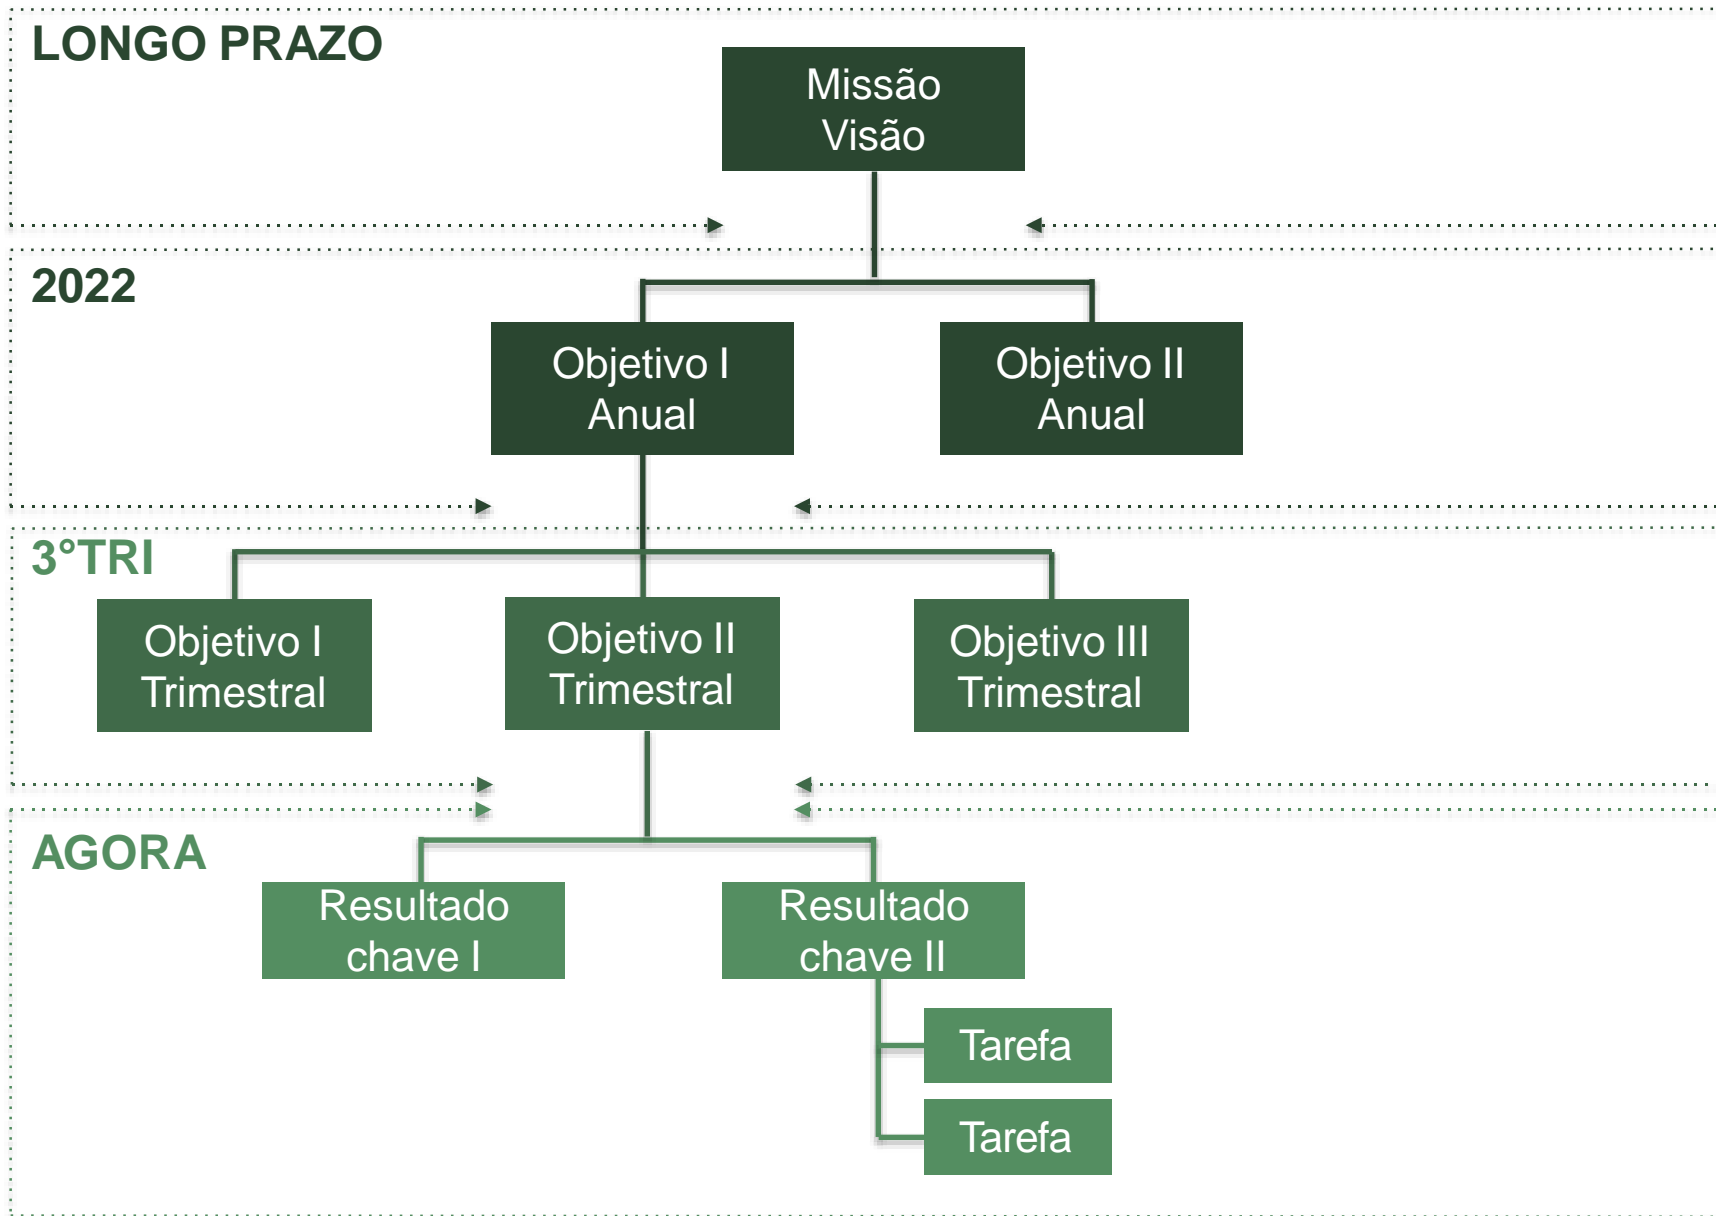 LONGO PRAZO
Missão
Visão
2022
Objetivo I
Anual
Objetivo II
Anual
3°TRI
Objetivo I
Trimestral
Objetivo II
Trimestral
Objetivo III
Trimestral
AGORA
Resultado
chave I
Resultado
chave II
Tarefa
Tarefa